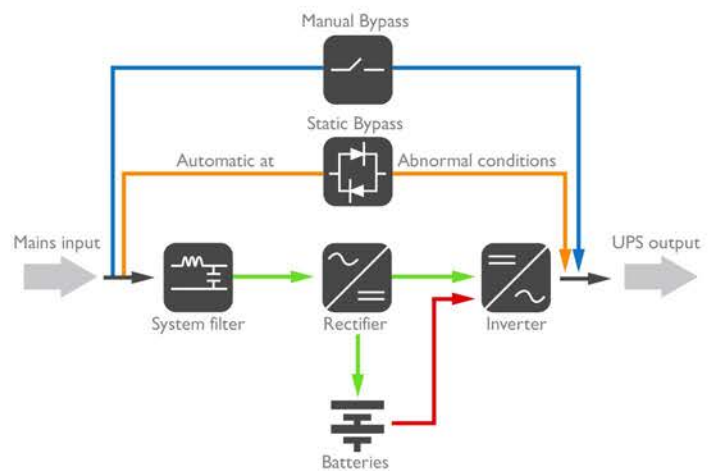 Manual Bypass
Static Bypass
Automatic at
Abnormal conditions
Mains input
UPS output
System filter
Rectifier
Inverter
Batteries